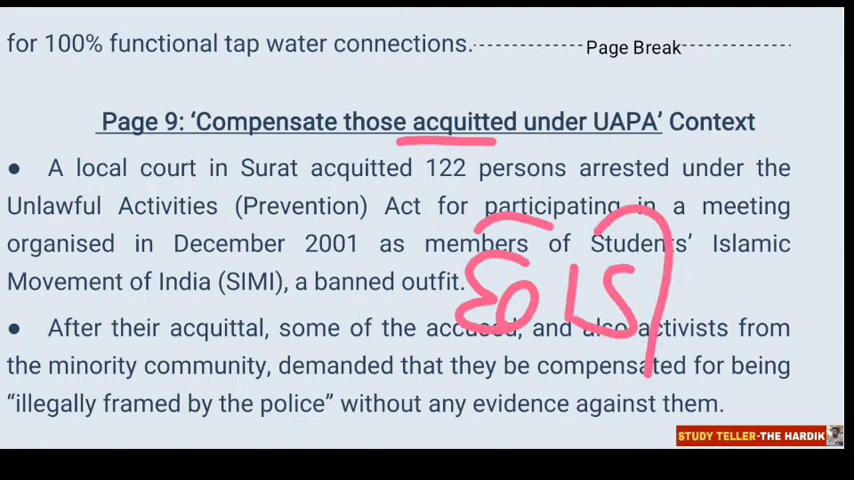 for 100% functional tap water connections.
Page Break
Page 9: ‘Compensate those acquitted under UAPA’ Context
● A local court in Surat acquitted 122 persons arrested under the
Unlawful Activities (Prevention) Act for participating in a meeting
organised in December 2001 as members of Students’ Islamic
Movement of India (SIMI), a banned outfit.
● After their acquittal, some of the accused, and also activists from
the minority community, demanded that they be compensated for being
“illegally framed by the police” without any evidence against them.
STUDY TELLER-THE HARDIK